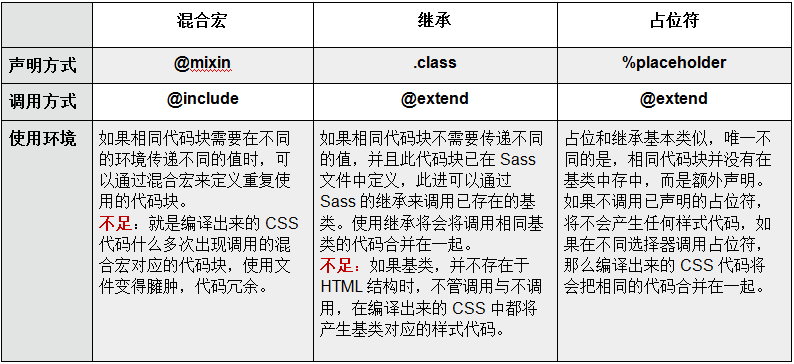 混合宏 继承 占位符
声明方式 @mixin .class %placeholder
调用方式 @include @extend @extend
使用环境
如果相同代码块需要在不同
的环境传递不同的值时，可
以通过混合宏来定义重复使
用的代码块。
不足：就是编译出来的 CSS
代码什么多次出现调用的混
合宏对应的代码块，使用文
件变得臃肿，代码冗余。
如果相同代码块不需要传递不同
的值，并且此代码块已在 Sass
文件中定义，此进可以通过
Sass 的继承来调用已存在的基
类。使用继承将会将调用相同基
类的代码合并在一起。
不足：如果基类，并不存在于
HTML 结构时，不管调用与不调
用，在编译出来的 CSS 中都将
产生基类对应的样式代码。
占位和继承基本类似，唯一不
同的是，相同代码块并没有在
基类中存中，而是额外声明。
如果不调用已声明的占位符，
将不会产生任何样式代码，如
果在不同选择器调用占位符，
那么编译出来的 CSS 代码将
会把相同的代码合并在一起。